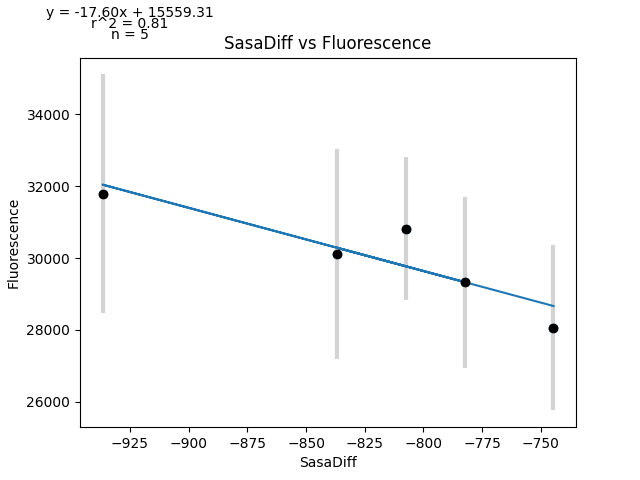 y = -17.60x + 15559.31
r^2 = 0.81
n = 5
SasaDiff vs Fluorescence
34000
32000
30000
28000
26000
Fluorescence
−925
−900
−875
−850
−825
−800
−775
−750
SasaDiff